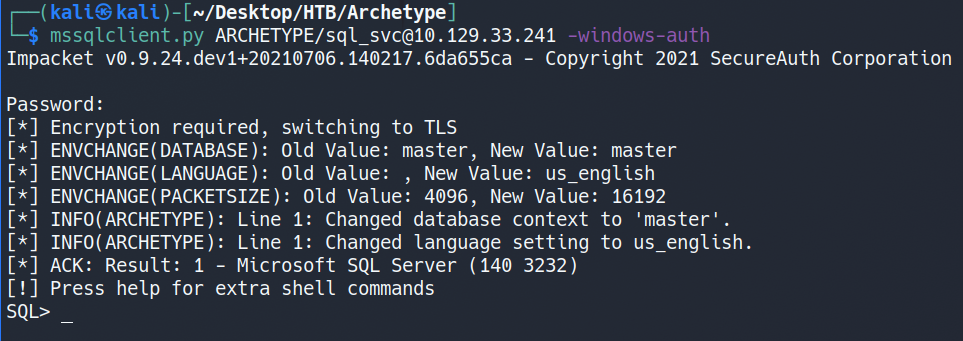 ┌──(kali㉿kali)-[~/Desktop/HTB/Archetype]
└─$ mssqlclient.py ARCHETYPE/sql_svc@10.129.33.241 -windows-auth
Impacket v0.9.24.dev1+20210706.140217.6da655ca - Copyright 2021 SecureAuth Corporation

Password:
[*] Encryption required, switching to TLS
[*] ENVCHANGE(DATABASE): Old Value: master, New Value: master
[*] ENVCHANGE(LANGUAGE): Old Value: , New Value: us_english
[*] ENVCHANGE(PACKETSIZE): Old Value: 4096, New Value: 16192
[*] INFO(ARCHETYPE): Line 1: Changed database context to 'master'.
[*] INFO(ARCHETYPE): Line 1: Changed language setting to us_english.
[*] ACK: Result: 1 - Microsoft SQL Server (140 3232)
[!] Press help for extra shell commands
SQL> _